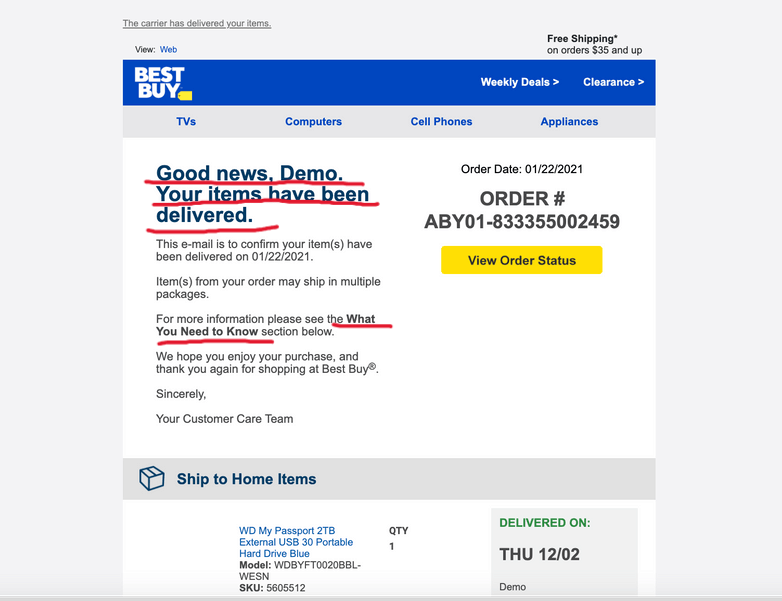 The carrier has delivered your items.
Free Shipping*
View: Web
on orders $35 and up
BEST
BUY
Weekly Deals >
Clearance >
TVs
Computers
Cell Phones
Appliances
Good news, Demo.
Your items have been
delivered.
This e-mail is to confirm your item(s) have
been delivered on 01/22/2021.
Item(s) from your order may ship in multiple
packages.
For more information please see the What
You Need to Know section below.
We hope you enjoy your purchase, and
thank you again for shopping at Best Buy®.
Sincerely,
Your Customer Care Team
Order Date: 01/22/2021
ORDER #
ABY01-833355002459
View Order Status
Ship to Home Items
WD My Passport 2TB
External USB 30 Portable
Hard Drive Blue
Model: WDBYFT0020BBL-
WESN
SKU: 5605512
QTY
1
DELIVERED ON:
THU 12/02
Demo